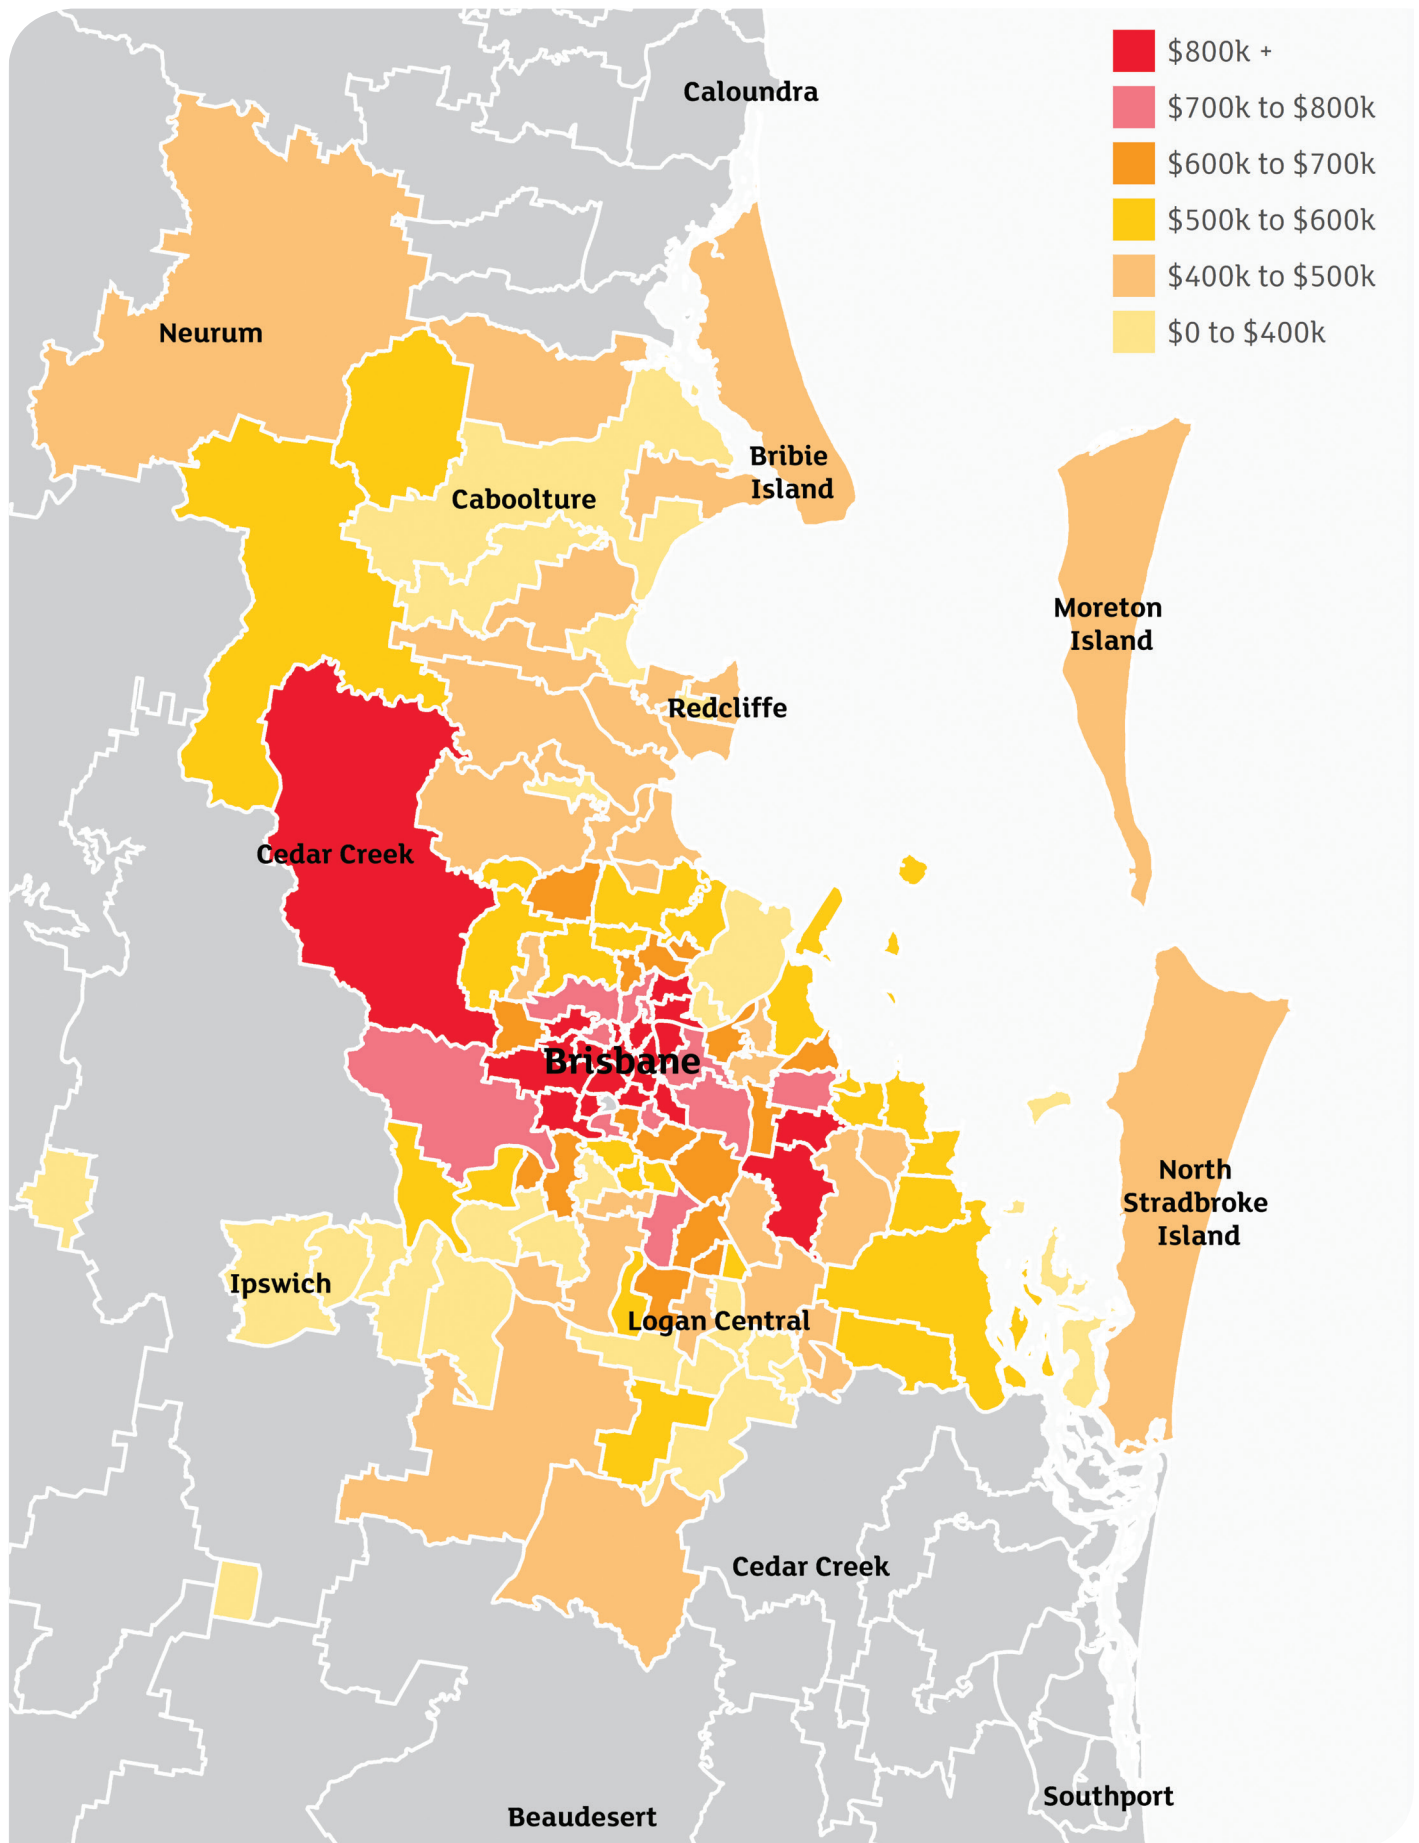 $800k +
$700k to $800k
$600k to $700k
$500k to $600k
$400k to $500k
$0 to $400k
Caloundra
Neurum
Bribie
Island
Caboolture
Moreton
Island
Redcliffe
Cedar Creek
Brisbane
North
Stradbroke
Island
Ipswich
Logan Central
Cedar Creek
Southport
Beaudesert